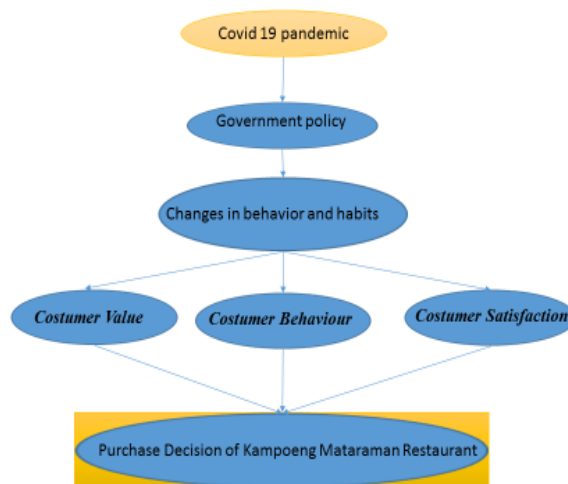 Covid 19 pandemic
Government policy
Changes in behavior and habits
Costumer Value
Costumer Behaviour
Costumer Satisfaction
Purchase Decision of Kampoeng Mataraman Restaurant